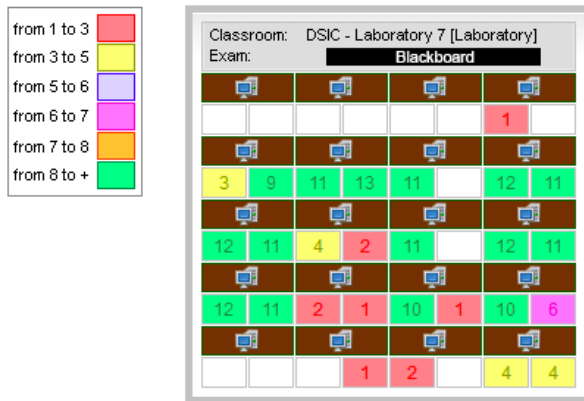 from 1 to 3
from 3 to 5
from 5 to 6
from 6 to 7
from 7 to 8
from 8 to +
Classroom: DSIC - Laboratory 7 [Laboratory]
Exam: Blackboard
1
3 9 11 13 11 12 11
12 11 4 2 11 12 11
12 11 2 1 10 1 10 6
1 2 4 4